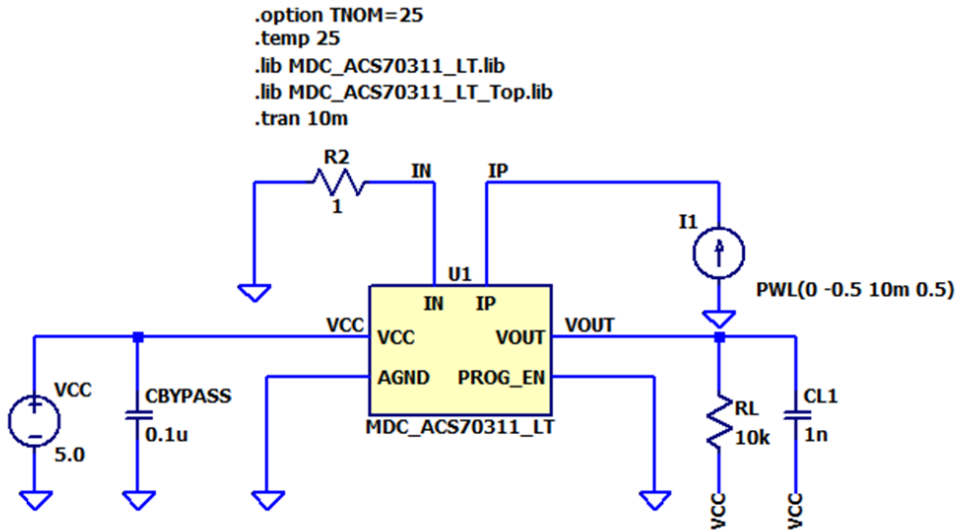 .option TNOM=25
.temp 25
.lib MDC_ACS70311_LT.lib
.lib MDC_ACS70311_LT_Top.lib
.tran 10m
R2
IN
IP
1
I1
U1
PWL(0 -0.5 10m 0.5)
IN IP
VCC
VOUT
VCC
VOUT
VCC
CBYPASS
AGND
PROG_EN
RL
CL1
MDC_ACS70311_LT
0.1u
10k
1n
5.0
VCC
VCC